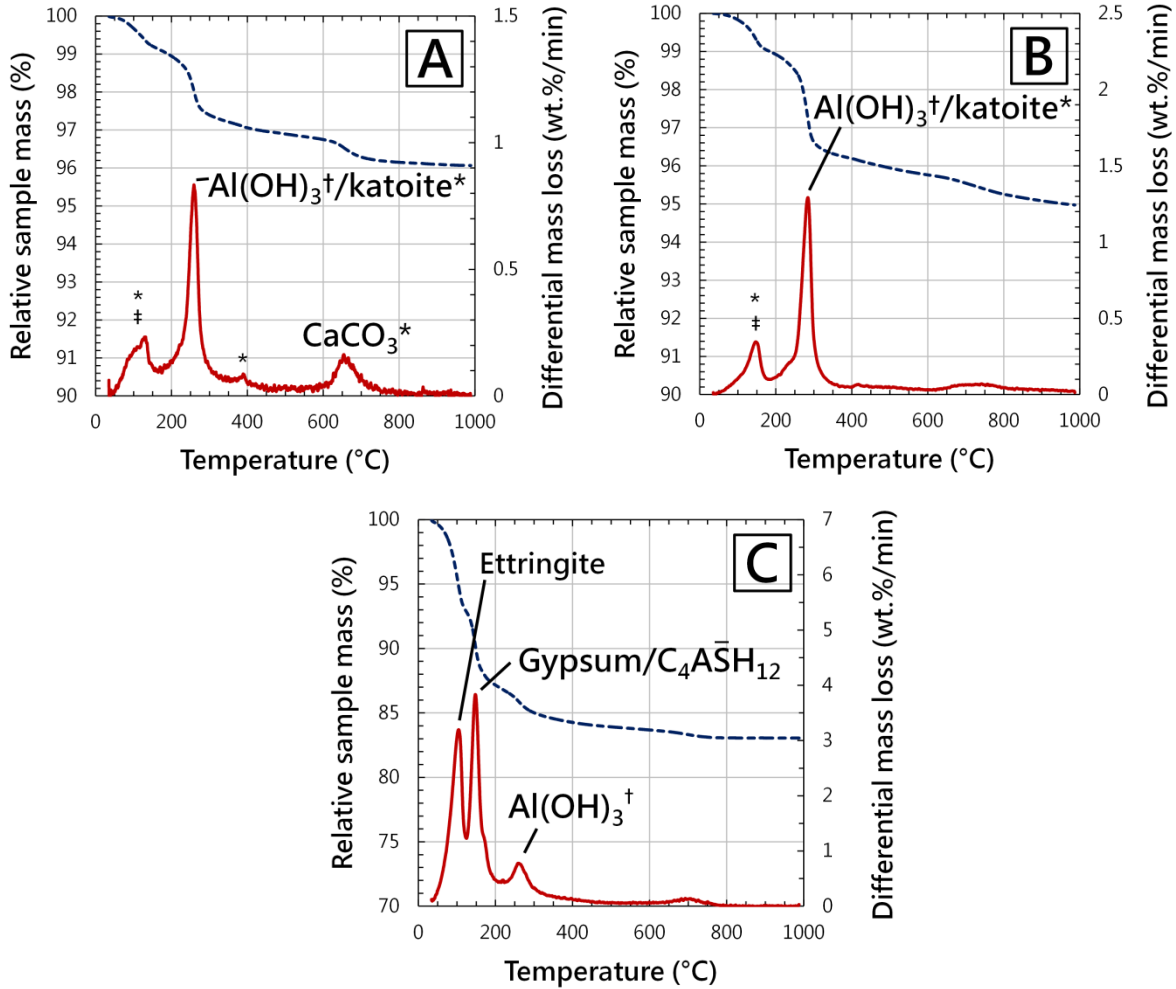 A
Relative sample mass (%)
100
99
98
97
96
95
94
93
92
91
90
Al(OH)₃†/katoite*
*
‡
*
CaCO₃*
1.5
1
0.5
0
Differential mass loss (wt.%/min)
0 200 400 600 800 1000
Temperature (°C)
B
Relative sample mass (%)
100
99
98
97
96
95
94
93
92
91
90
Al(OH)₃†/katoite*
*
‡
2.5
2
1.5
1
0.5
0
Differential mass loss (wt.%/min)
0 200 400 600 800 1000
Temperature (°C)
C
Relative sample mass (%)
100
95
90
85
80
75
70
Ettringite
Gypsum/C₄AS̄H₁₂
Al(OH)₃†
7
6
5
4
3
2
1
0
Differential mass loss (wt.%/min)
0 200 400 600 800 1000
Temperature (°C)